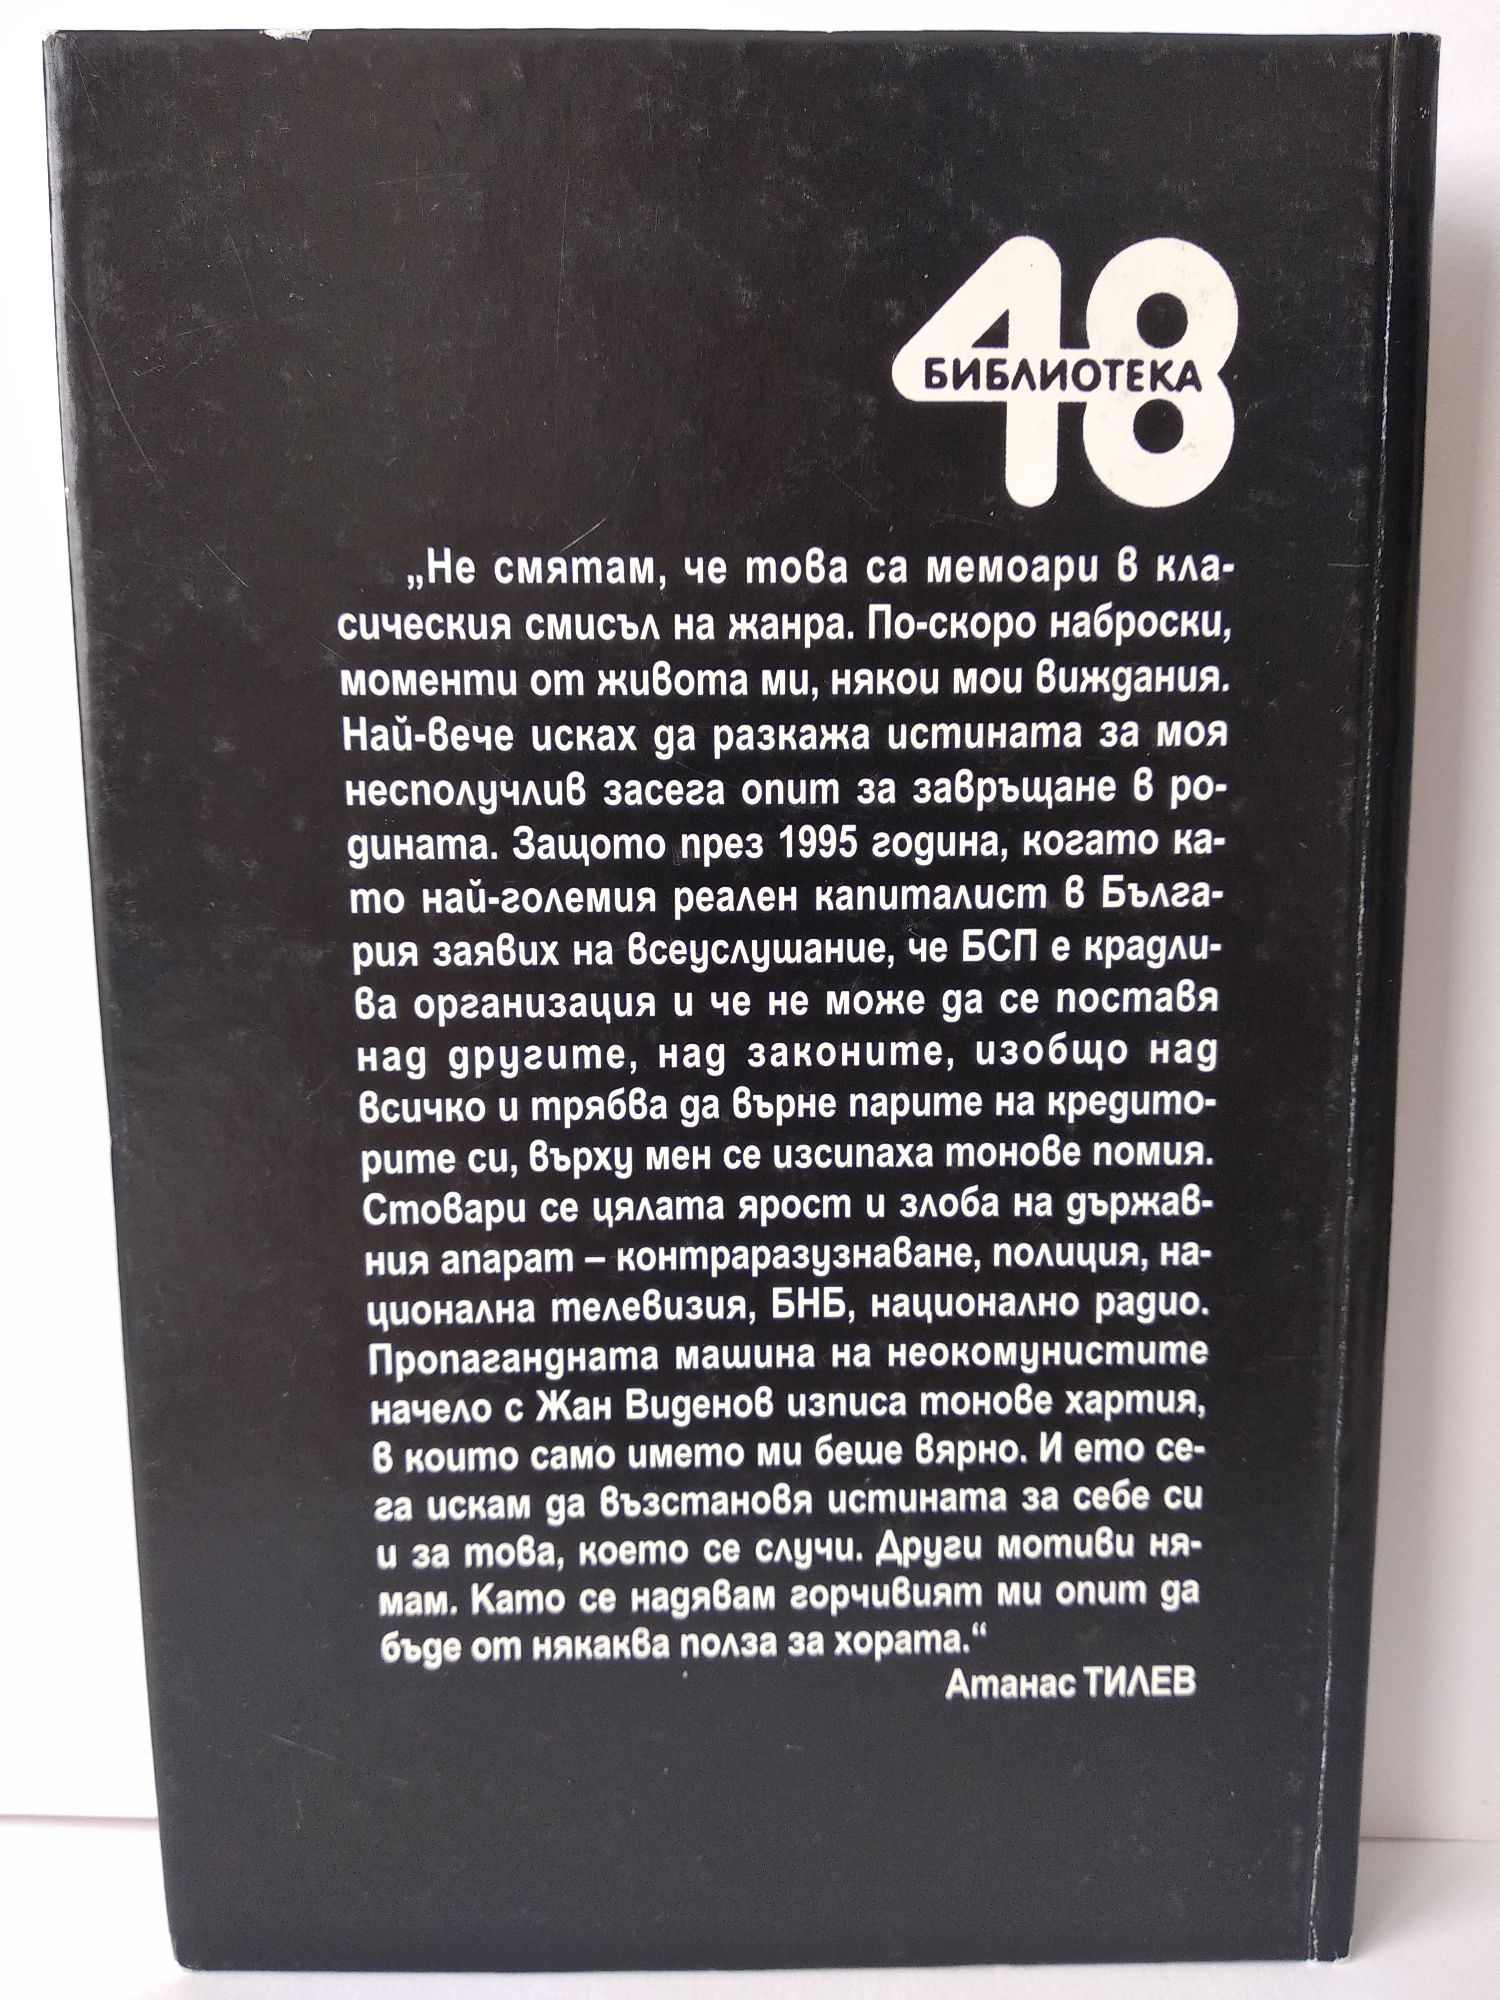 48
БИБЛИОТЕКА
„Не смятам, че това са мемоари в кла-
сическия смисъл на жанра. По-скоро наброски,
моменти от живота ми, някои мои виждания.
Най-вече исках да разкажа истината за моя
несполучлив засега опит за завръщане в ро-
дината. Защото през 1995 година, когато ка-
то най-големия реален капиталист в Бълга-
рия заявих на всеуслушание, че БСП е крадли-
ва организация и че не може да се поставя
над другите, над законите, изобщо над
всичко и трябва да върне парите на кредито-
рите си, върху мен се изсипаха тонове помия.
Стовари се цялата ярост и злоба на държав-
ния апарат – контраразузнаване, полиция, на-
ционална телевизия, БНБ, национално радио.
Пропагандната машина на неокомунистите
начело с Жан Виденов изписа тонове хартия,
в които само името ми беше вярно. И ето се-
га искам да възстановя истината за себе си
и за това, което се случи. Други мотиви ня-
мам. Като се надявам горчивият ми опит да
бъде от някаква полза за хората.“
Атанас ТИЛЕВ